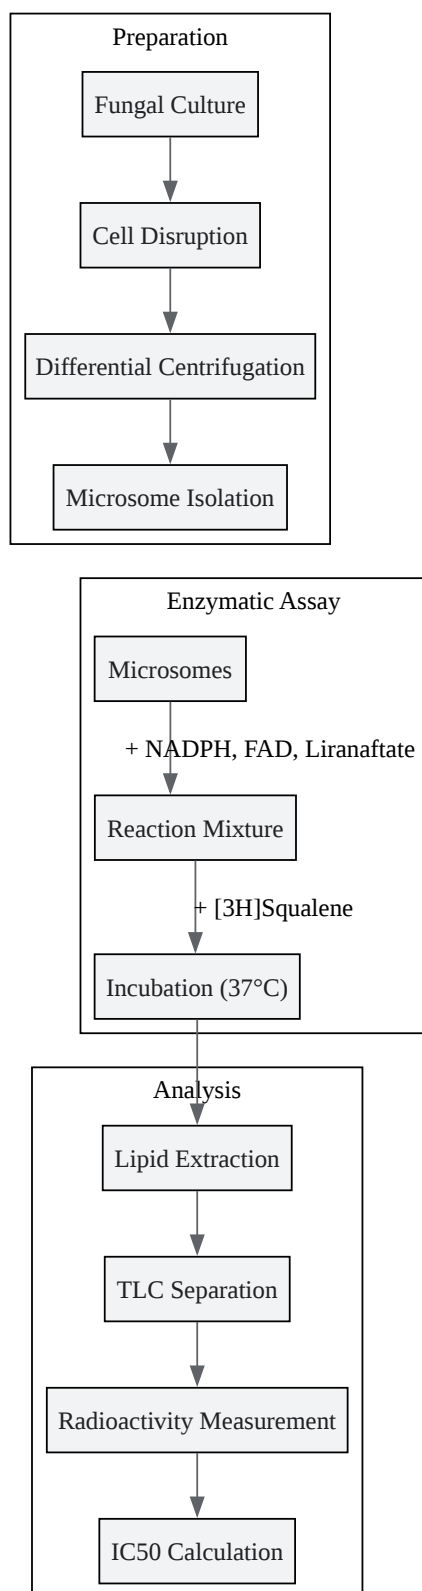 Preparation
Fungal Culture
Cell Disruption
Differential Centrifugation
Microsome Isolation
Enzymatic Assay
Microsomes
+ NADPH, FAD, Liranaftate
Reaction Mixture
+ [3H]Squalene
Incubation (37°C)
Analysis
Lipid Extraction
TLC Separation
Radioactivity Measurement
IC50 Calculation